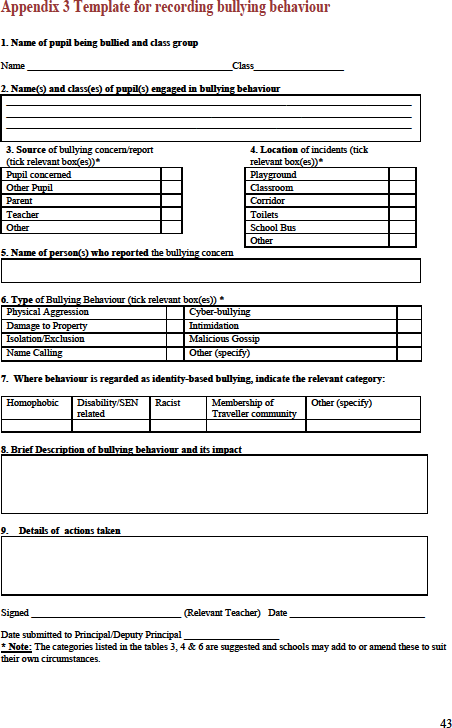 Appendix 3 Template for recording bullying behaviour
1. Name of pupil being bullied and class group
Name _________________________________________Class__________________
2. Name(s) and class(es) of pupil(s) engaged in bullying behaviour
3. Source of bullying concern/report
(tick relevant box(es))*
Pupil concerned
Other Pupil
Parent
Teacher
Other
4. Location of incidents (tick
relevant box(es))*
Playground
Classroom
Corridor
Toilets
School Bus
Other
5. Name of person(s) who reported the bullying concern
6. Type of Bullying Behaviour (tick relevant box(es)) *
Physical Aggression Cyber-bullying
Damage to Property Intimidation
Isolation/Exclusion Malicious Gossip
Name Calling Other (specify)
7. Where behaviour is regarded as identity-based bullying, indicate the relevant category:
Homophobic Disability/SEN Racist Membership of Other (specify)
related Traveller community
8. Brief Description of bullying behaviour and its impact
9. Details of actions taken
Signed ______________________________ (Relevant Teacher) Date ___________________________
Date submitted to Principal/Deputy Principal ___________________
* Note: The categories listed in the tables 3, 4 & 6 are suggested and schools may add to or amend these to suit
their own circumstances.
43